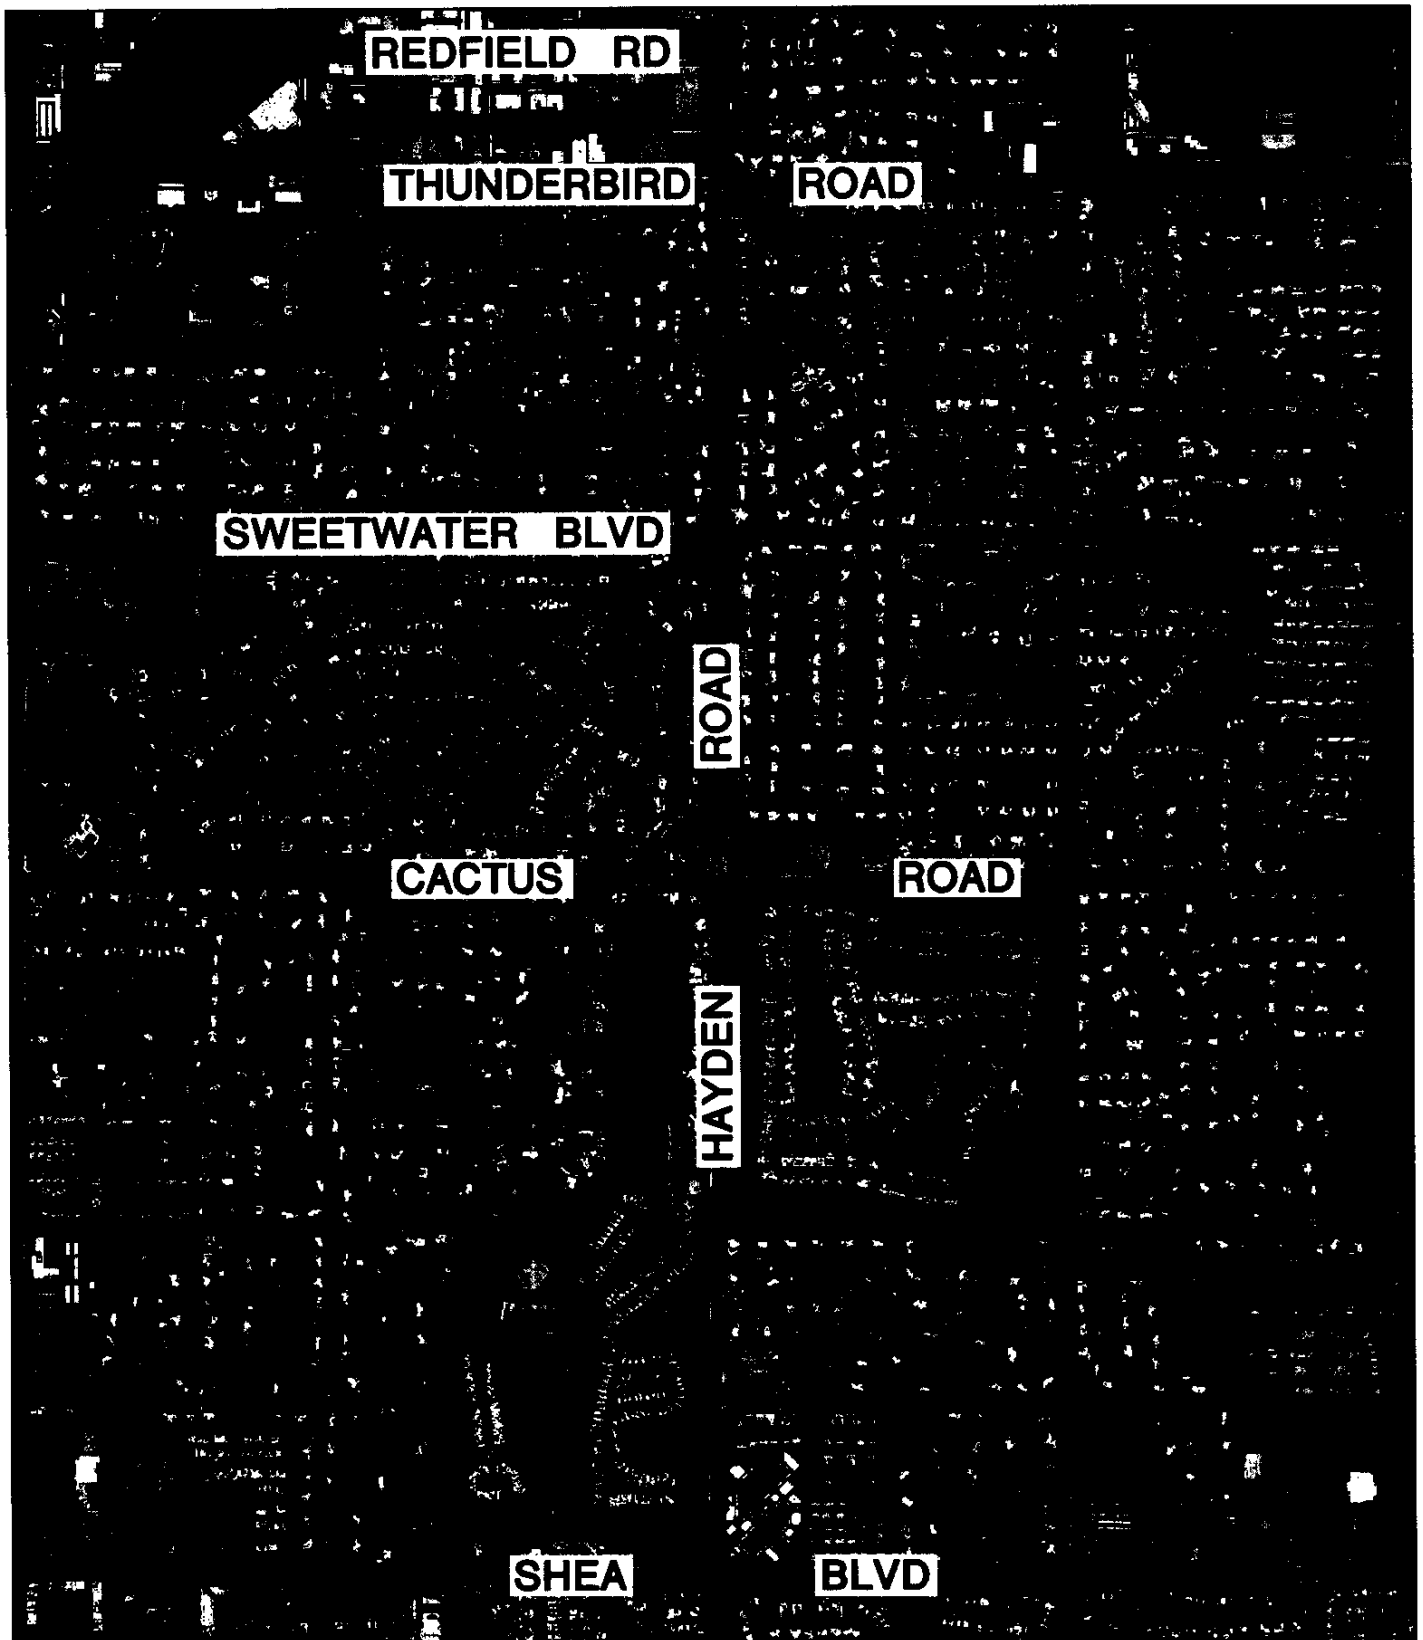 REDFIELD RD
THUNDERBIRD ROAD
SWEETWATER BLVD
ROAD
CACTUS ROAD
HAYDEN
SHEA BLVD